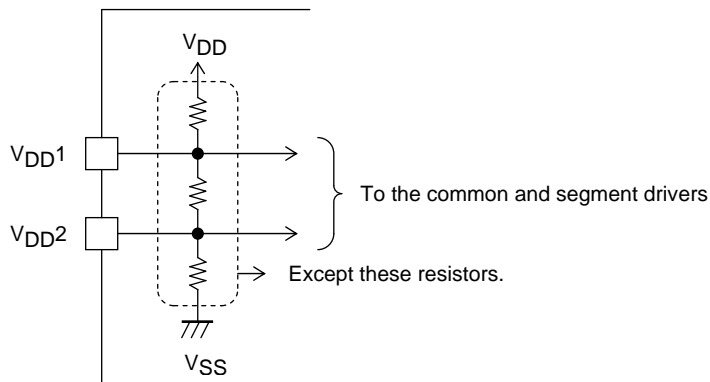 VDD
VDD1
To the common and segment drivers
VDD2
Except these resistors.
VSS